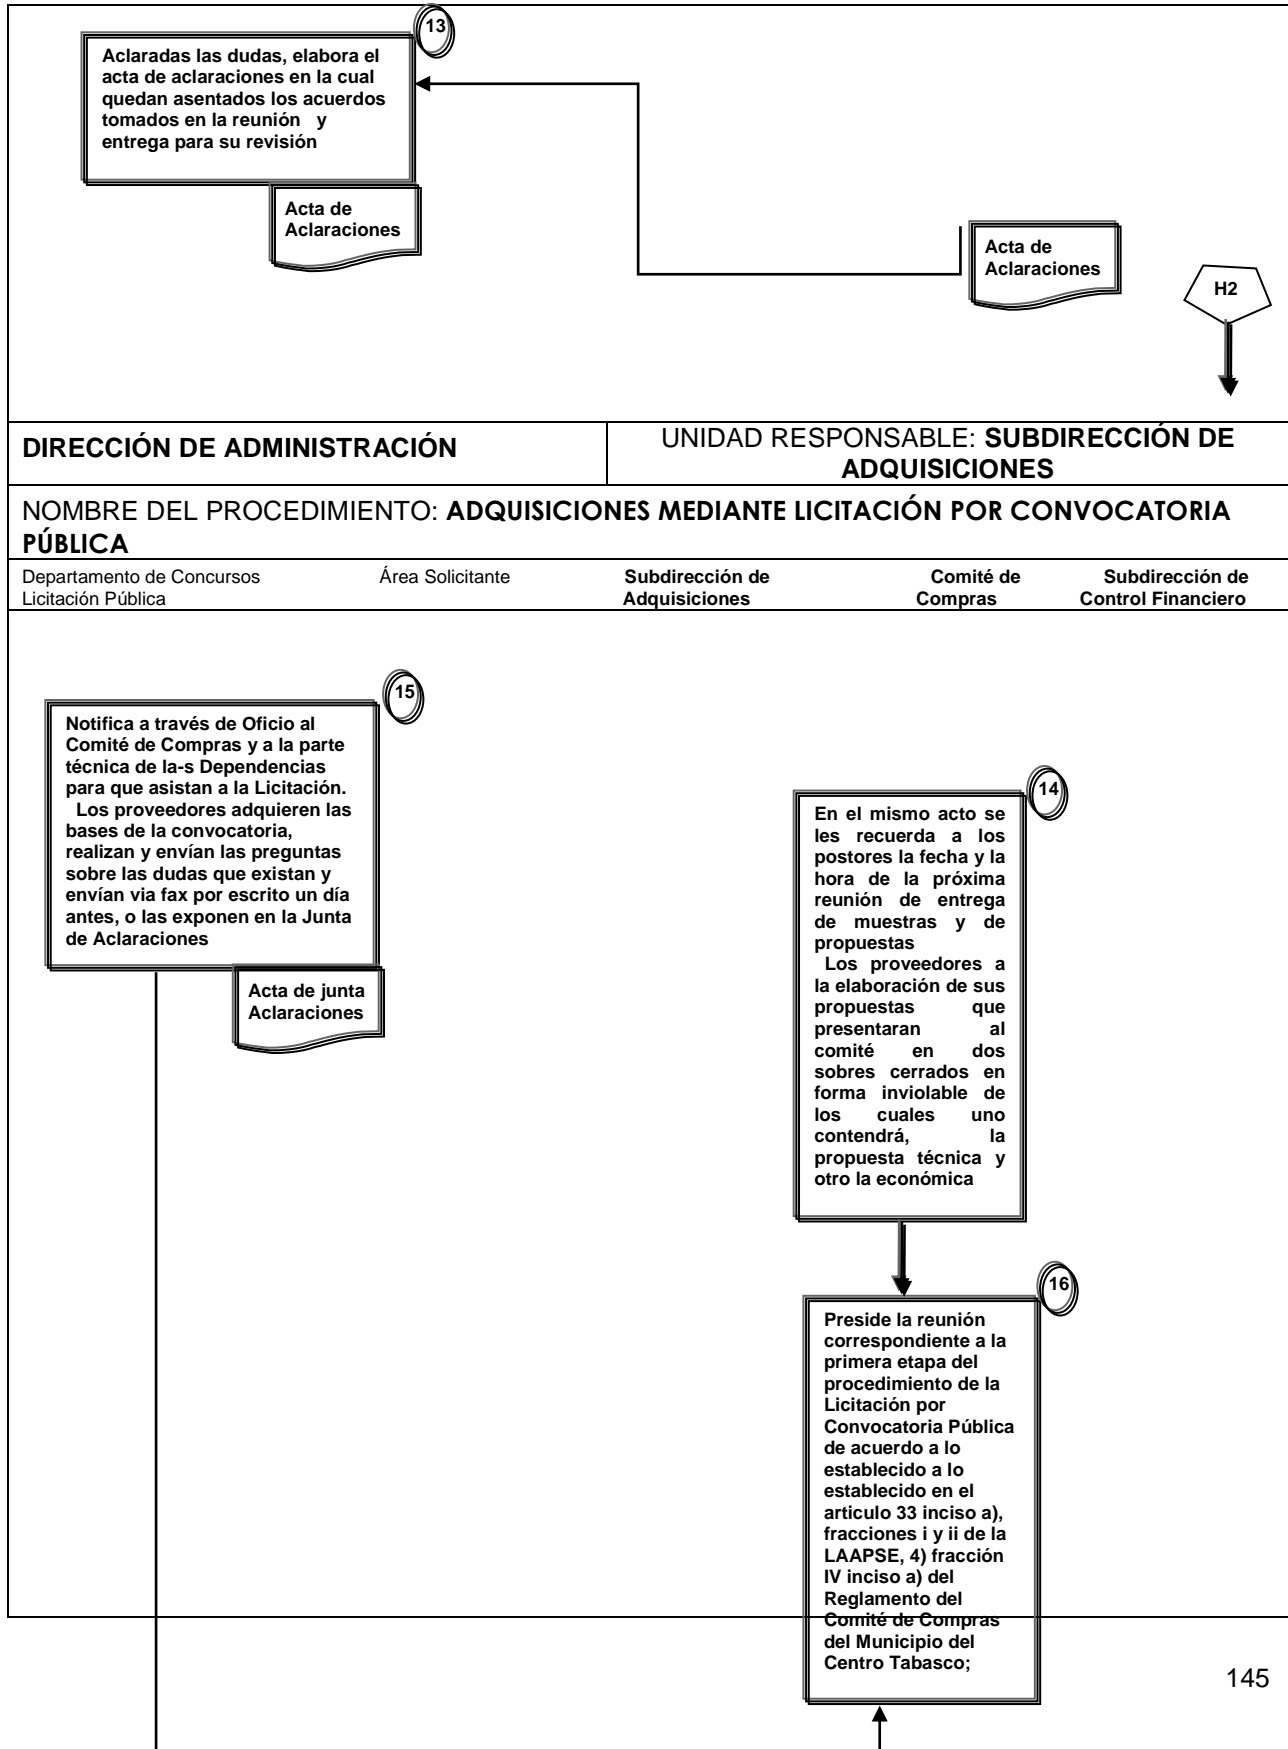 13
Aclaradas las dudas, elabora el
acta de aclaraciones en la cual
quedan asentados los acuerdos
tomados en la reunión y
entrega para su revisión
Acta de
Aclaraciones
Acta de
Aclaraciones
H2
DIRECCIÓN DE ADMINISTRACIÓN
UNIDAD RESPONSABLE: SUBDIRECCIÓN DE
ADQUISICIONES
NOMBRE DEL PROCEDIMIENTO: ADQUISICIONES MEDIANTE LICITACIÓN POR CONVOCATORIA
PÚBLICA
Departamento de Concursos
Licitación Pública
Área Solicitante
Subdirección de
Adquisiciones
Comité de
Compras
Subdirección de
Control Financiero
15
Notifica a través de Oficio al
Comité de Compras y a la parte
técnica de la-s Dependencias
para que asistan a la Licitación.
Los proveedores adquieren las
bases de la convocatoria,
realizan y envían las preguntas
sobre las dudas que existan y
envían via fax por escrito un día
antes, o las exponen en la Junta
de Aclaraciones
Acta de junta
Aclaraciones
14
En el mismo acto se
les recuerda a los
postores la fecha y la
hora de la próxima
reunión de entrega
de muestras y de
propuestas
Los proveedores a
la elaboración de sus
propuestas que
presentaran al
comité en dos
sobres cerrados en
forma inviolable de
los cuales uno
contendrá, la
propuesta técnica y
otro la económica
16
Preside la reunión
correspondiente a la
primera etapa del
procedimiento de la
Licitación por
Convocatoria Pública
de acuerdo a lo
establecido a lo
establecido en el
articulo 33 inciso a),
fracciones i y ii de la
LAAPSE, 4) fracción
IV inciso a) del
Reglamento del
Comité de Compras
del Municipio del
Centro Tabasco;
145